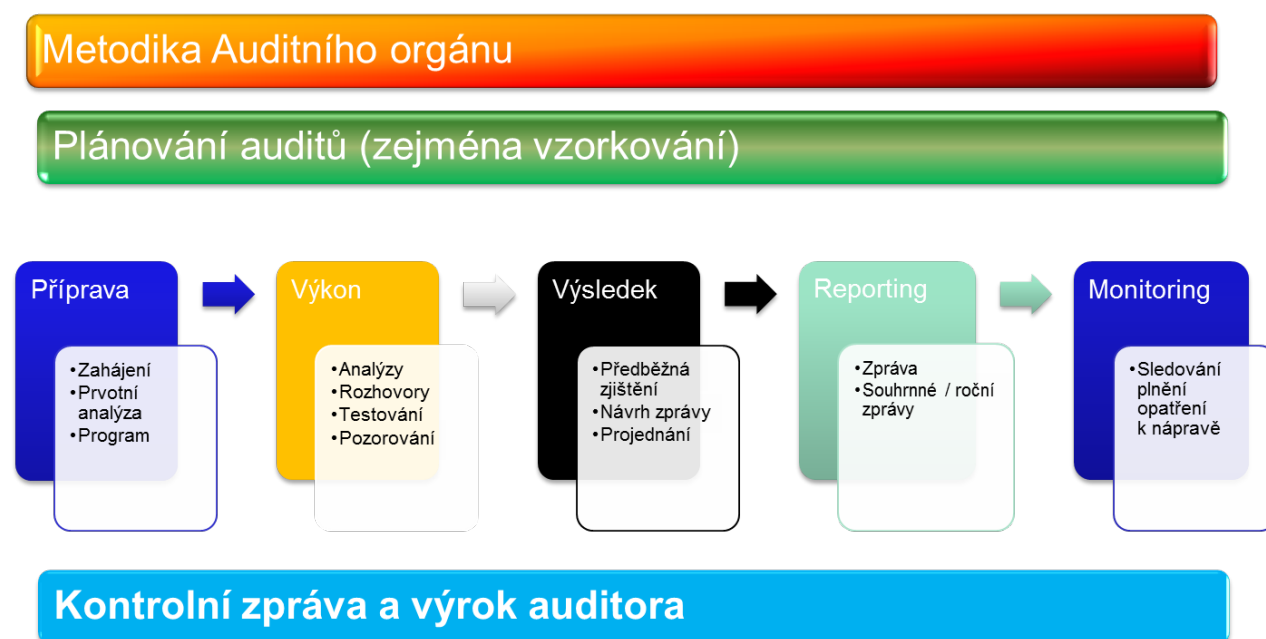 Metodika Auditního orgánu
Plánování auditů (zejména vzorkování)
Příprava
•Zahájení
•Prvotní
analýza
•Program
Výkon
•Analýzy
•Rozhovory
•Testování
•Pozorování
Výsledek
•Předběžná
zjištění
•Návrh zprávy
•Projednání
Reporting
•Zpráva
•Souhrnné / roční
zprávy
Monitoring
•Sledování
plnění
opatření
k nápravě
Kontrolní zpráva a výrok auditora